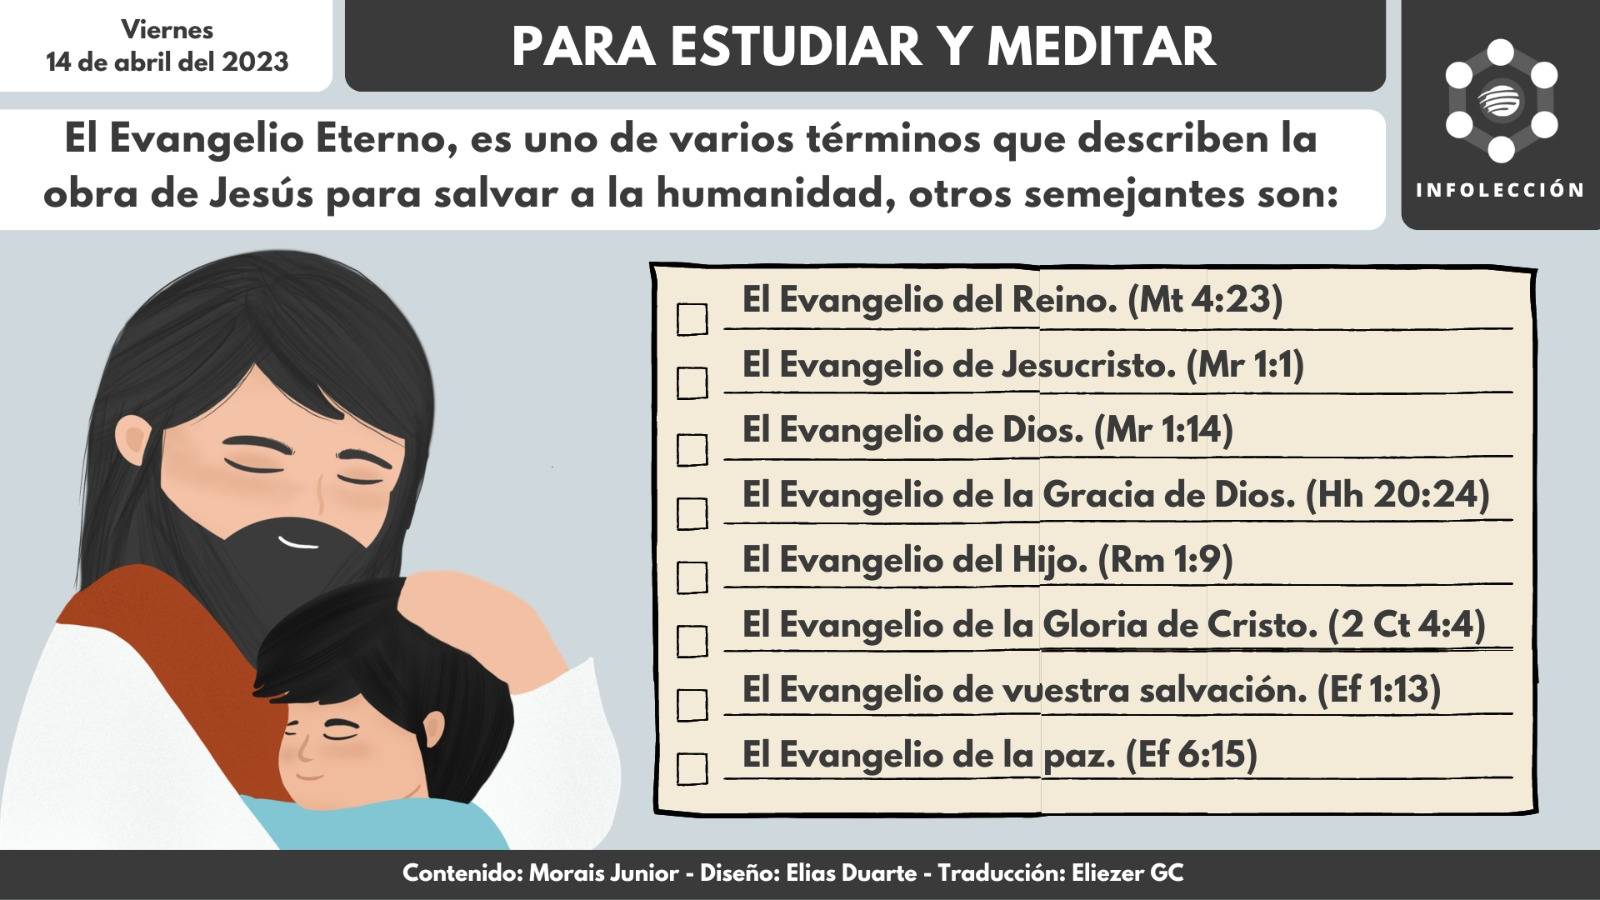 Viernes
14 de abril del 2023
PARA ESTUDIAR Y MEDITAR
INFOLECCIÓN
El Evangelio Eterno, es uno de varios términos que describen la
obra de Jesús para salvar a la humanidad, otros semejantes son:
El Evangelio del Reino. (Mt 4:23)
El Evangelio de Jesucristo. (Mr 1:1)
El Evangelio de Dios. (Mr 1:14)
El Evangelio de la Gracia de Dios. (Hh 20:24)
El Evangelio del Hijo. (Rm 1:9)
El Evangelio de la Gloria de Cristo. (2 Ct 4:4)
El Evangelio de vuestra salvación. (Ef 1:13)
El Evangelio de la paz. (Ef 6:15)
Contenido: Morais Junior - Diseño: Elias Duarte - Traducción: Eliezer GC